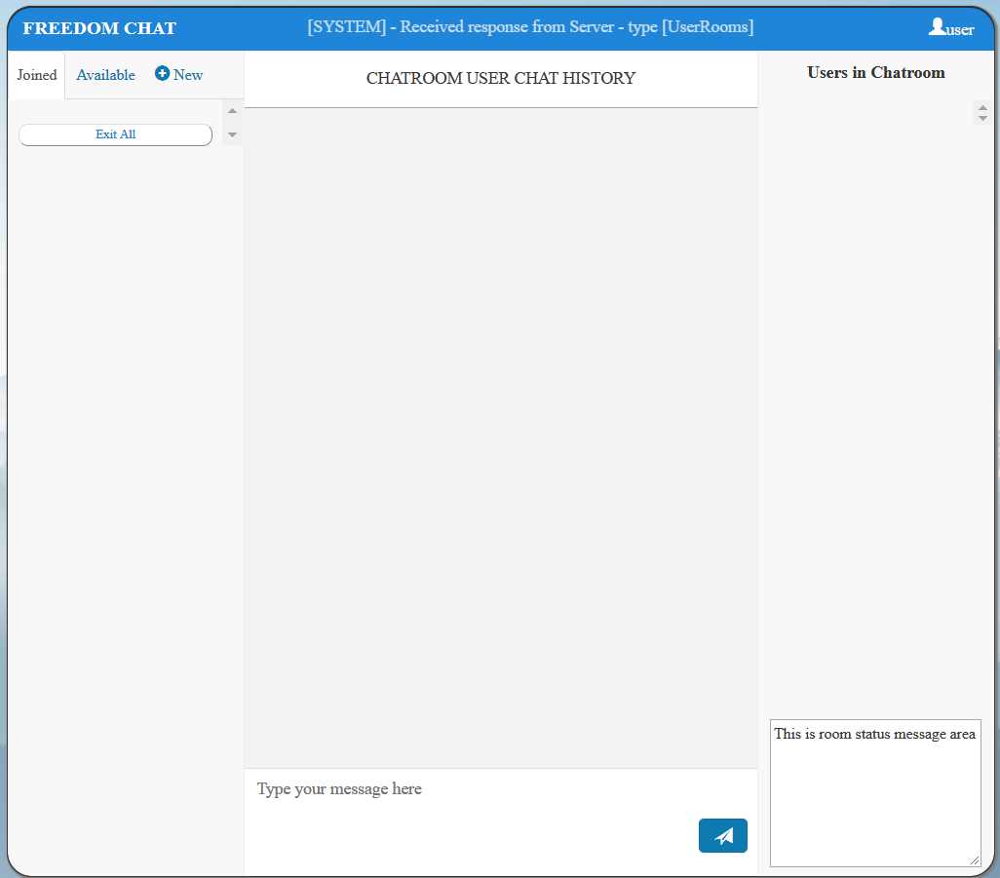 FREEDOM CHAT
[SYSTEM] - Received response from Server - type [UserRooms]
user
Joined
Available
New
Exit All
CHATROOM USER CHAT HISTORY
Users in Chatroom
Type your message here
This is room status message area